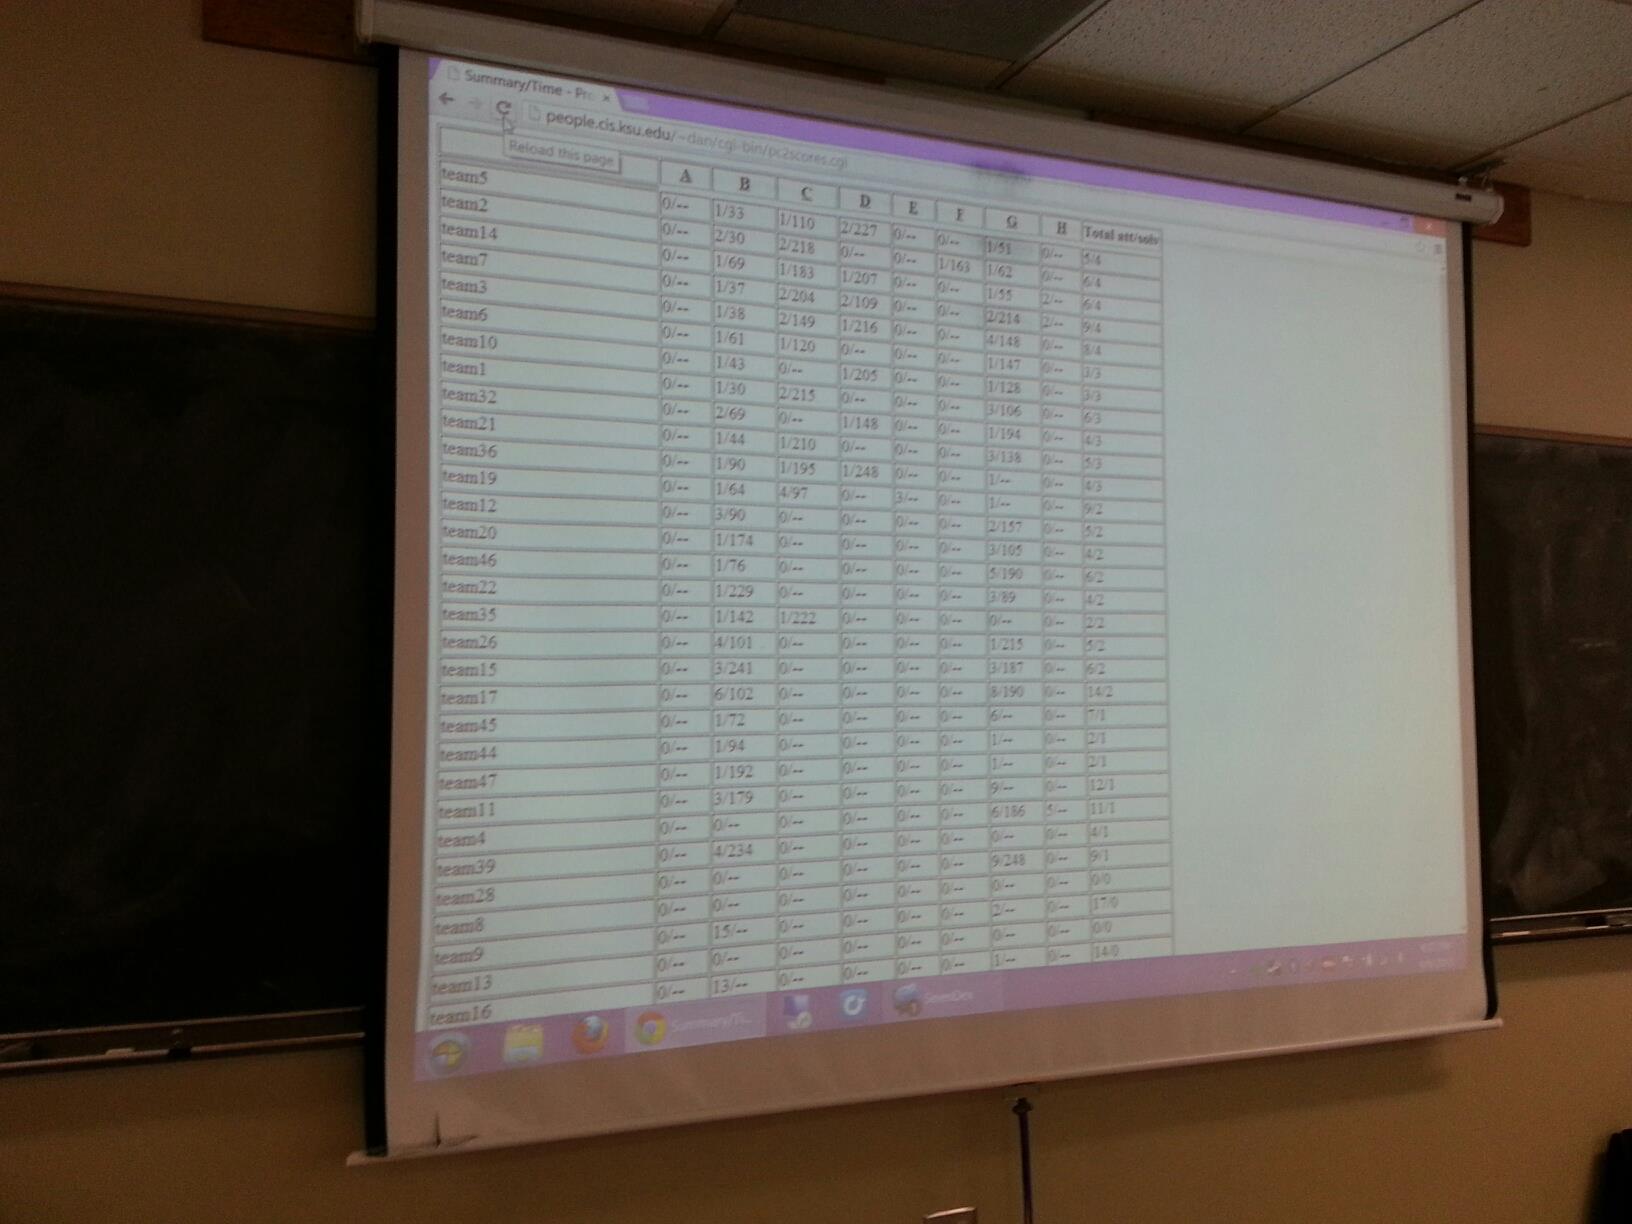 Summary/Time - Pro
people.cis.ksu.edu/~dan/cgi-bin/pc2scores.cgi
Reload this page
A B C D E F G H Total att/solv
team5 0/-- 1/33 1/110 2/227 0/-- 0/-- 1/51 0/-- 5/4
team2 0/-- 2/30 2/218 0/-- 0/-- 1/163 1/62 0/-- 6/4
team14 0/-- 1/69 1/183 1/207 0/-- 0/-- 1/55 2/-- 6/4
team7 0/-- 1/37 2/204 2/109 0/-- 0/-- 2/214 2/-- 9/4
team3 0/-- 1/38 2/149 1/216 0/-- 0/-- 4/148 0/-- 8/4
team6 0/-- 1/61 1/120 0/-- 0/-- 0/-- 1/147 0/-- 3/3
team10 0/-- 1/43 0/-- 1/205 0/-- 0/-- 1/128 0/-- 3/3
team1 0/-- 1/30 2/215 0/-- 0/-- 0/-- 3/106 0/-- 6/3
team32 0/-- 2/69 0/-- 1/148 0/-- 0/-- 1/194 0/-- 4/3
team21 0/-- 1/44 1/210 0/-- 0/-- 0/-- 3/138 0/-- 5/3
team36 0/-- 1/90 1/195 1/248 0/-- 0/-- 1/-- 0/-- 4/3
team19 0/-- 1/64 4/97 0/-- 3/-- 0/-- 1/-- 0/-- 9/2
team12 0/-- 3/90 0/-- 0/-- 0/-- 0/-- 2/157 0/-- 5/2
team20 0/-- 1/174 0/-- 0/-- 0/-- 0/-- 3/105 0/-- 4/2
team46 0/-- 1/76 0/-- 0/-- 0/-- 0/-- 5/190 0/-- 6/2
team22 0/-- 1/229 0/-- 0/-- 0/-- 0/-- 3/89 0/-- 4/2
team35 0/-- 1/142 1/222 0/-- 0/-- 0/-- 0/-- 0/-- 2/2
team26 0/-- 4/101 0/-- 0/-- 0/-- 0/-- 1/215 0/-- 5/2
team15 0/-- 3/241 0/-- 0/-- 0/-- 0/-- 3/187 0/-- 6/2
team17 0/-- 6/102 0/-- 0/-- 0/-- 0/-- 8/190 0/-- 14/2
team45 0/-- 1/72 0/-- 0/-- 0/-- 0/-- 6/-- 0/-- 7/1
team44 0/-- 1/94 0/-- 0/-- 0/-- 0/-- 1/-- 0/-- 2/1
team47 0/-- 1/192 0/-- 0/-- 0/-- 0/-- 1/-- 0/-- 2/1
team11 0/-- 3/179 0/-- 0/-- 0/-- 0/-- 9/-- 0/-- 12/1
team4 0/-- 0/-- 0/-- 0/-- 0/-- 0/-- 6/186 5/-- 11/1
team39 0/-- 4/234 0/-- 0/-- 0/-- 0/-- 0/-- 0/-- 4/1
team28 0/-- 0/-- 0/-- 0/-- 0/-- 0/-- 9/248 0/-- 9/1
team8 0/-- 0/-- 0/-- 0/-- 0/-- 0/-- 0/-- 0/-- 0/0
team9 0/-- 15/-- 0/-- 0/-- 0/-- 0/-- 2/-- 0/-- 17/0
team13 0/-- 0/-- 0/-- 0/-- 0/-- 0/-- 0/-- 0/-- 0/0
team16 0/-- 13/-- 0/-- 0/-- 0/-- 0/-- 1/-- 0/-- 14/0
Summary/Ti...